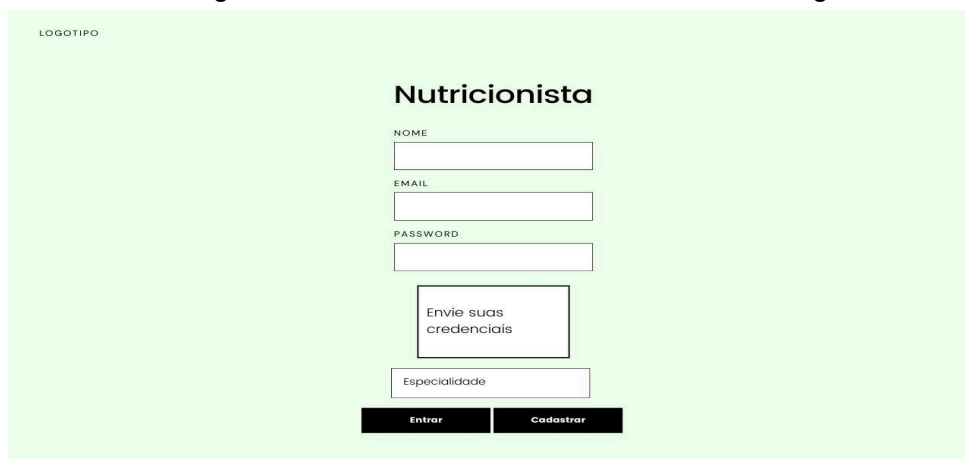 LOGOTIPO
Nutricionista
NOME
EMAIL
PASSWORD
Envie suas
credenciais
Especialidade
Entrar
Cadastrar